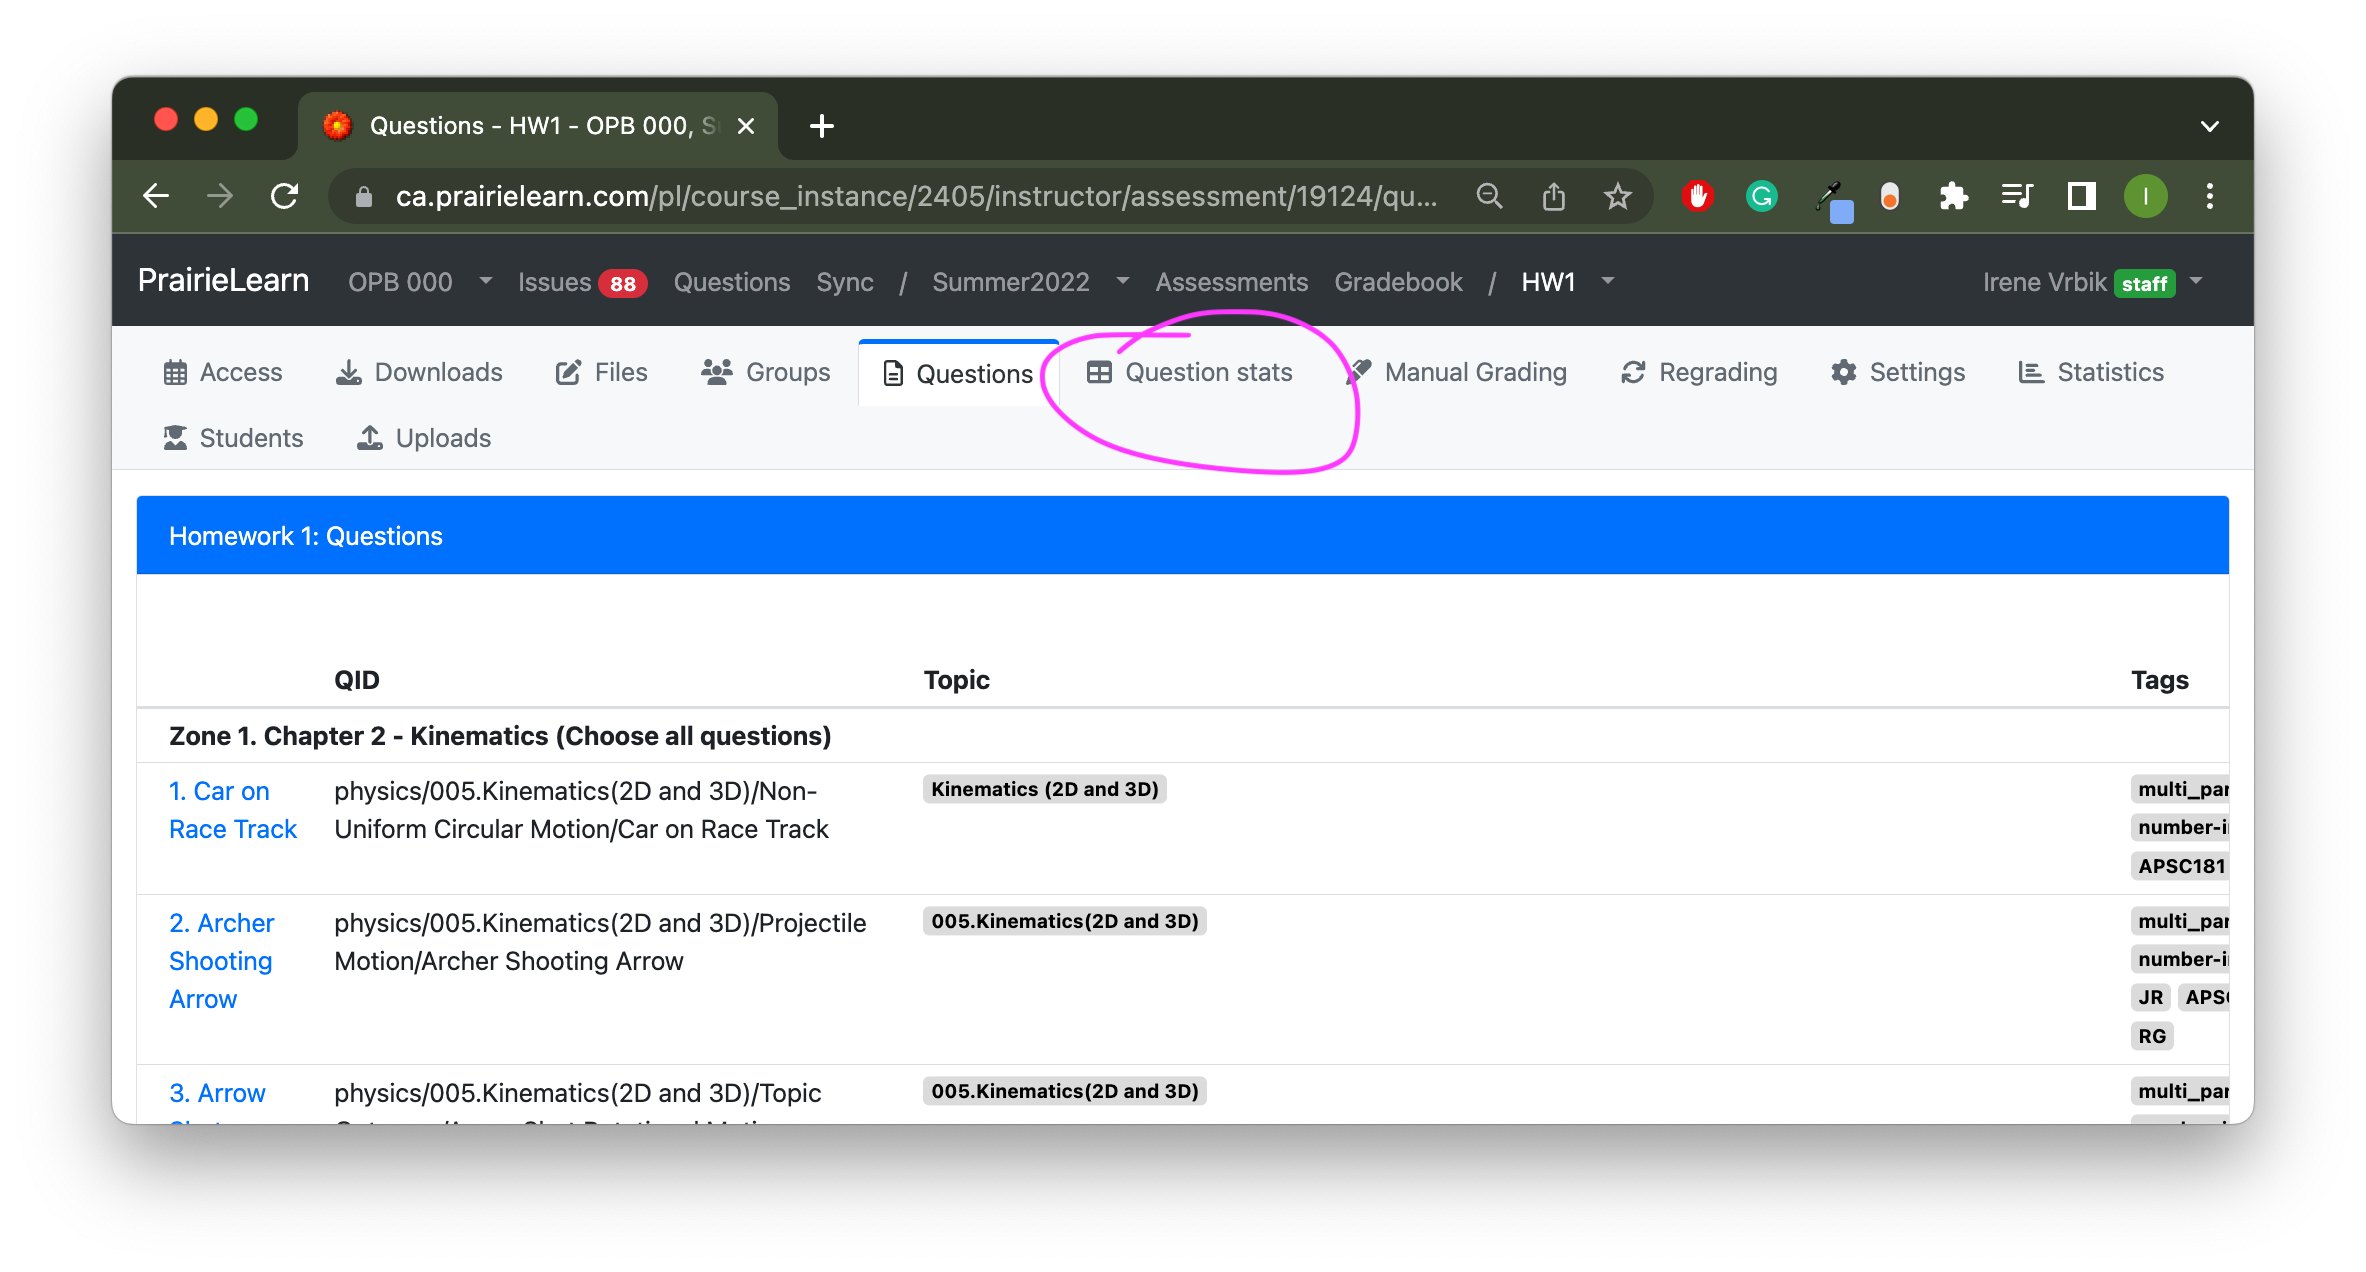 Questions - HW1 - OPB 000,
ca.prairielearn.com/pl/course_instance/2405/instructor/assessment/19124/qu...
PrairieLearn OPB 000 Issues 88 Questions Sync / Summer2022 Assessments Gradebook / HW1 Irene Vrbik staff
Access Downloads Files Groups Questions Question stats Manual Grading Regrading Settings Statistics
Students Uploads
Homework 1: Questions
QID Topic Tags
Zone 1. Chapter 2 - Kinematics (Choose all questions)
1. Car on physics/005.Kinematics(2D and 3D)/Non- Kinematics (2D and 3D) multi_par
Race Track Uniform Circular Motion/Car on Race Track number-i
APSC181
2. Archer physics/005.Kinematics(2D and 3D)/Projectile 005.Kinematics(2D and 3D) multi_par
Shooting Motion/Archer Shooting Arrow number-i
Arrow JR APSC
RG
3. Arrow physics/005.Kinematics(2D and 3D)/Topic 005.Kinematics(2D and 3D) multi_par